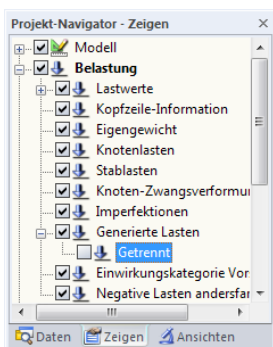 Projekt-Navigator - Zeigen
Modell
Belastung
Lastwerte
Kopfzeile-Information
Eigengewicht
Knotenlasten
Stablasten
Knoten-Zwangsverformu
Imperfektionen
Generierte Lasten
Getrennt
Einwirkungskategorie Vor
Negative Lasten andersfar
Daten Zeigen Ansichten